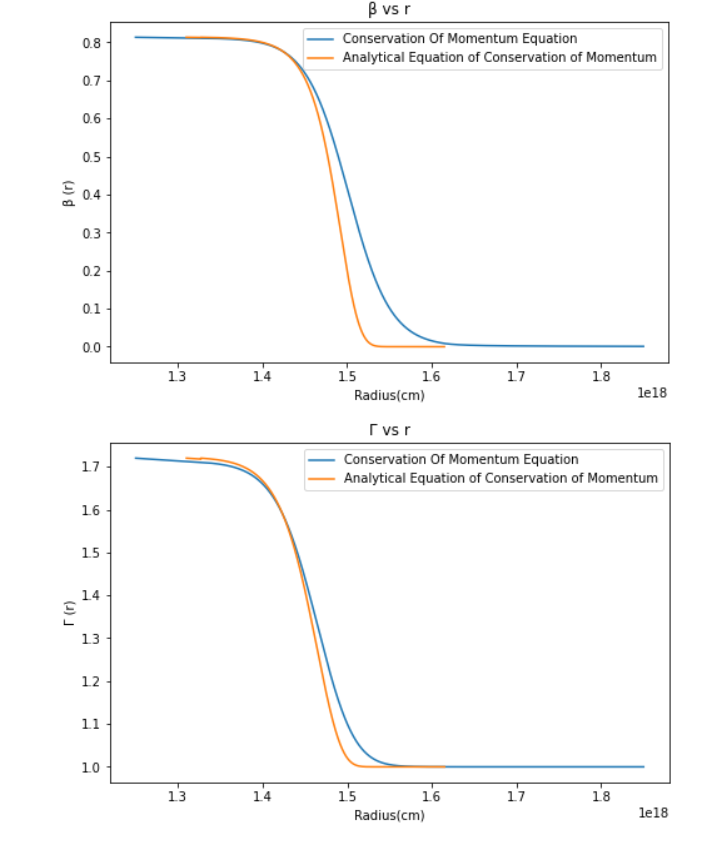 β vs r
Conservation Of Momentum Equation
Analytical Equation of Conservation of Momentum
β (r)
0.8
0.7
0.6
0.5
0.4
0.3
0.2
0.1
0.0
1.3 1.4 1.5 1.6 1.7 1.8
1e18
Radius(cm)
Γ vs r
Conservation Of Momentum Equation
Analytical Equation of Conservation of Momentum
Γ (r)
1.7
1.6
1.5
1.4
1.3
1.2
1.1
1.0
1.3 1.4 1.5 1.6 1.7 1.8
1e18
Radius(cm)